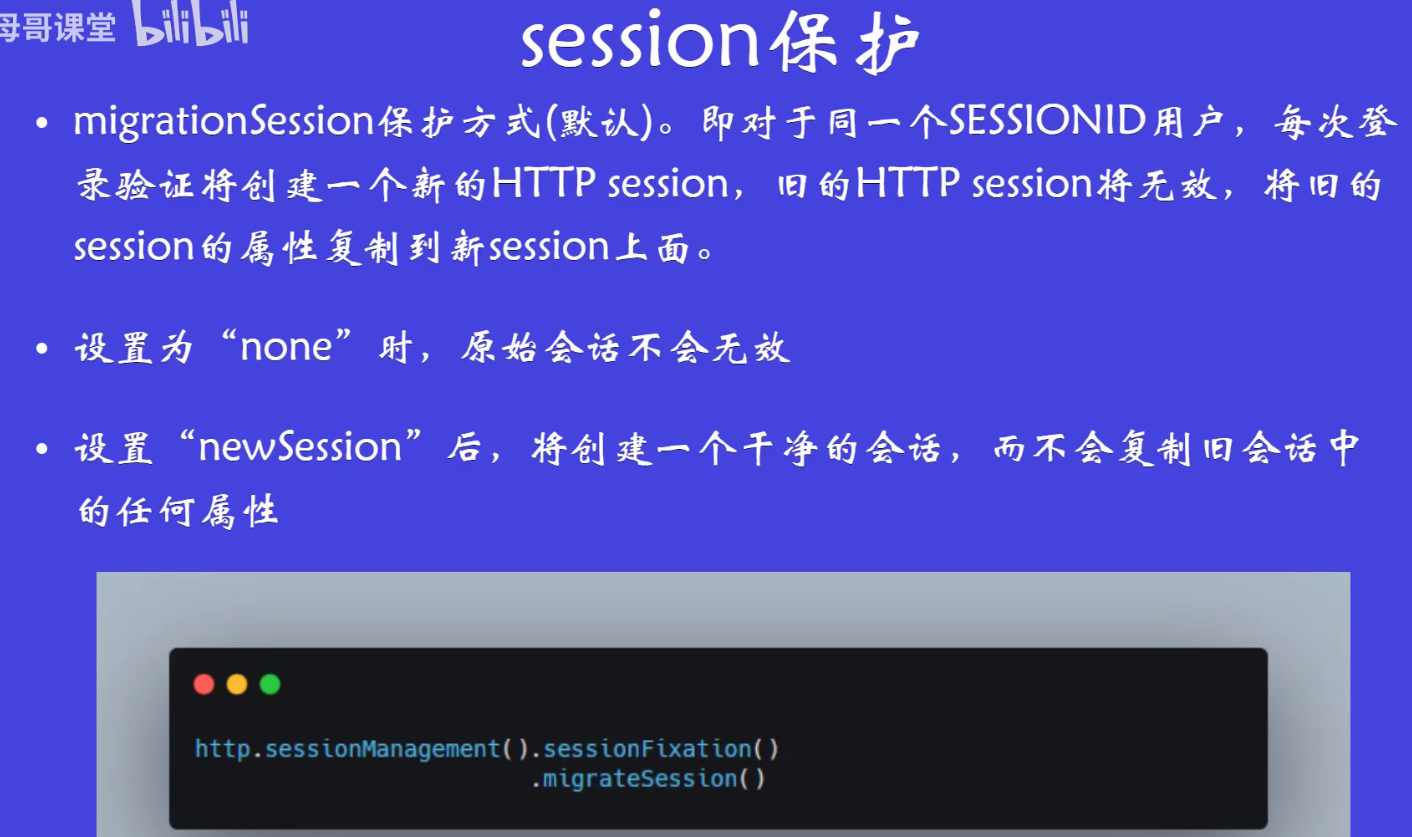 母哥课堂 bilibili
session保护
• migrationSession保护方式(默认)。即对于同一个SESSIONID用户，每次登
录验证将创建一个新的HTTP session，旧的HTTP session将无效，将旧的
session的属性复制到新session上面。
• 设置为“none”时，原始会话不会无效
• 设置“newSession”后，将创建一个干净的会话，而不会复制旧会话中
的任何属性
http.sessionManagement().sessionFixation()
.migrateSession()